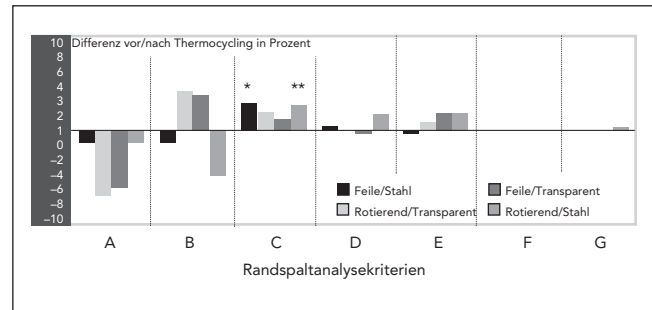 Differenz vor/nach Thermocycling in Prozent
10
8
6
4
3
2
1
0
−2
−4
−6
−8
−10
* **
Feile/Stahl Feile/Transparent
Rotierend/Transparent Rotierend/Stahl
A B C D E F G
Randspaltanalysekriterien